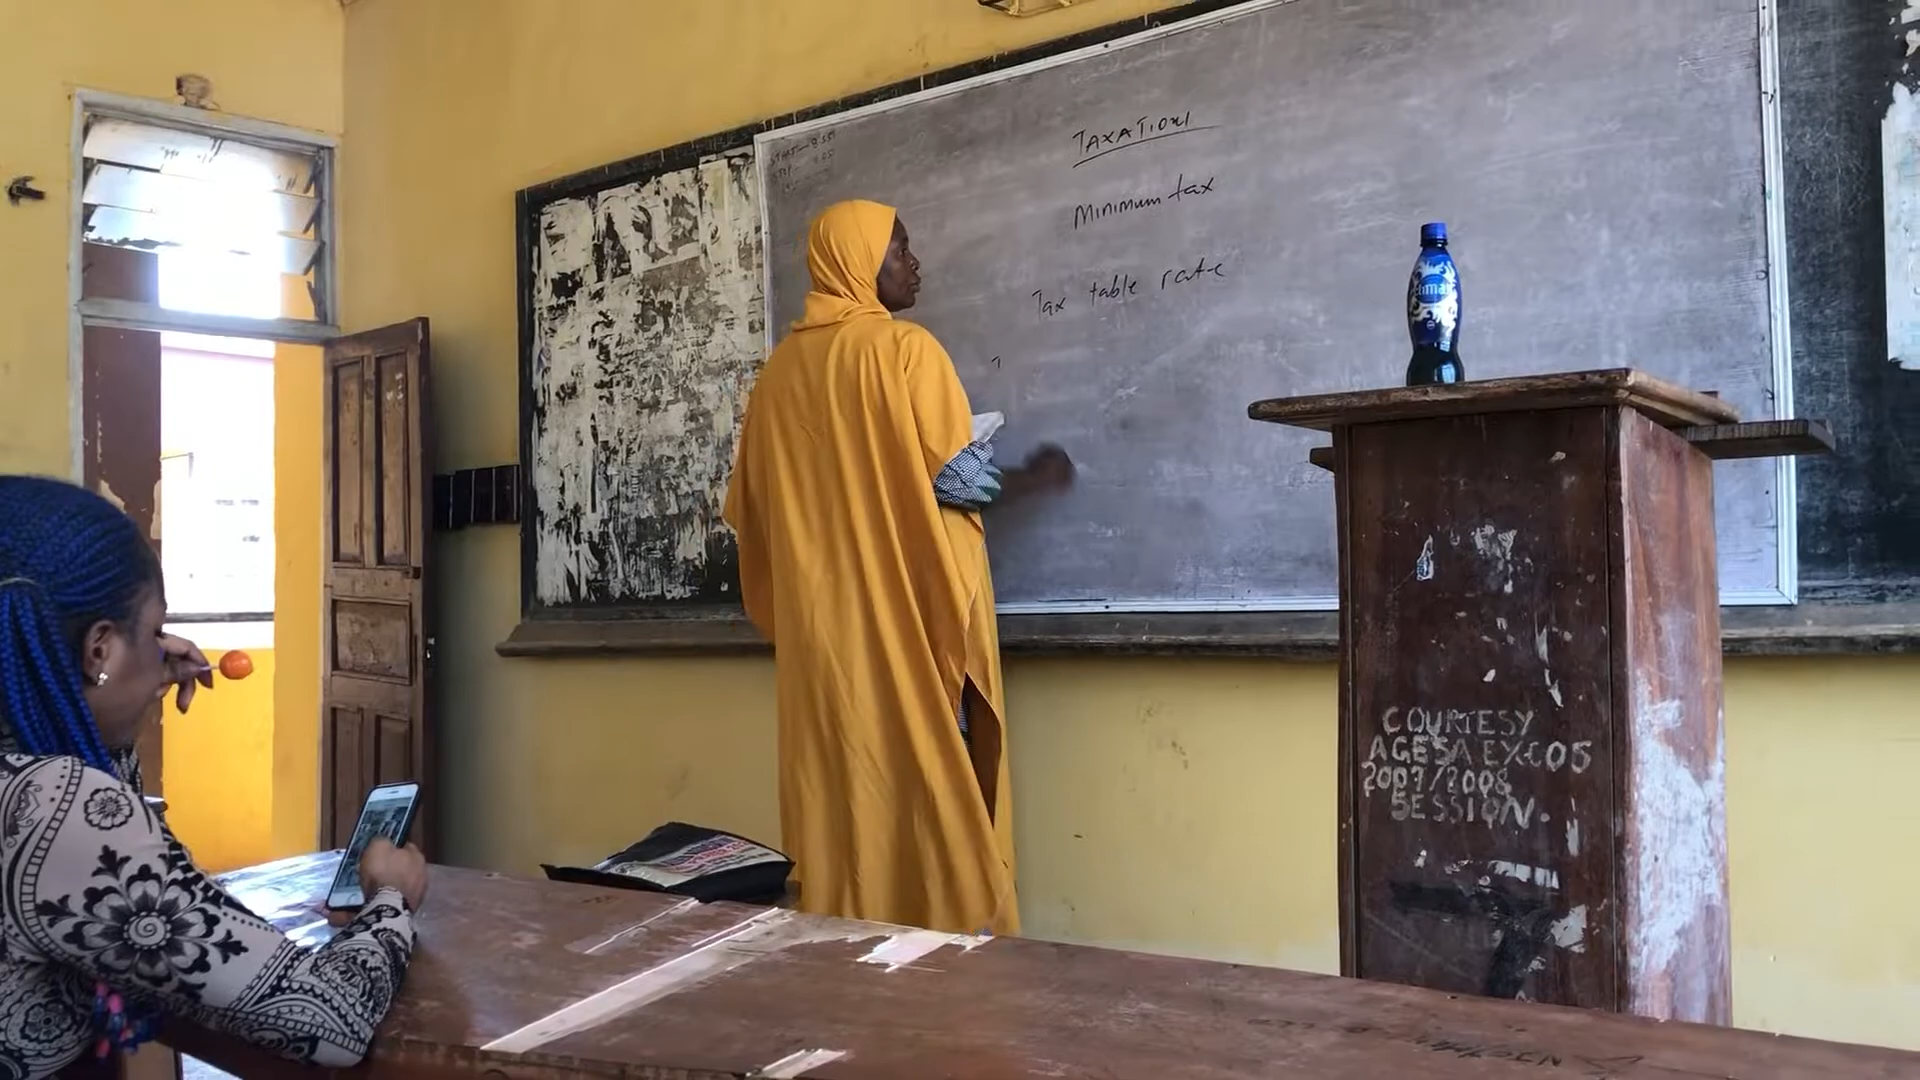 TAXATION
Minimum tax
Tax table rate
COURTESY
AGESA EXCOS
2007/2008
SESSION.